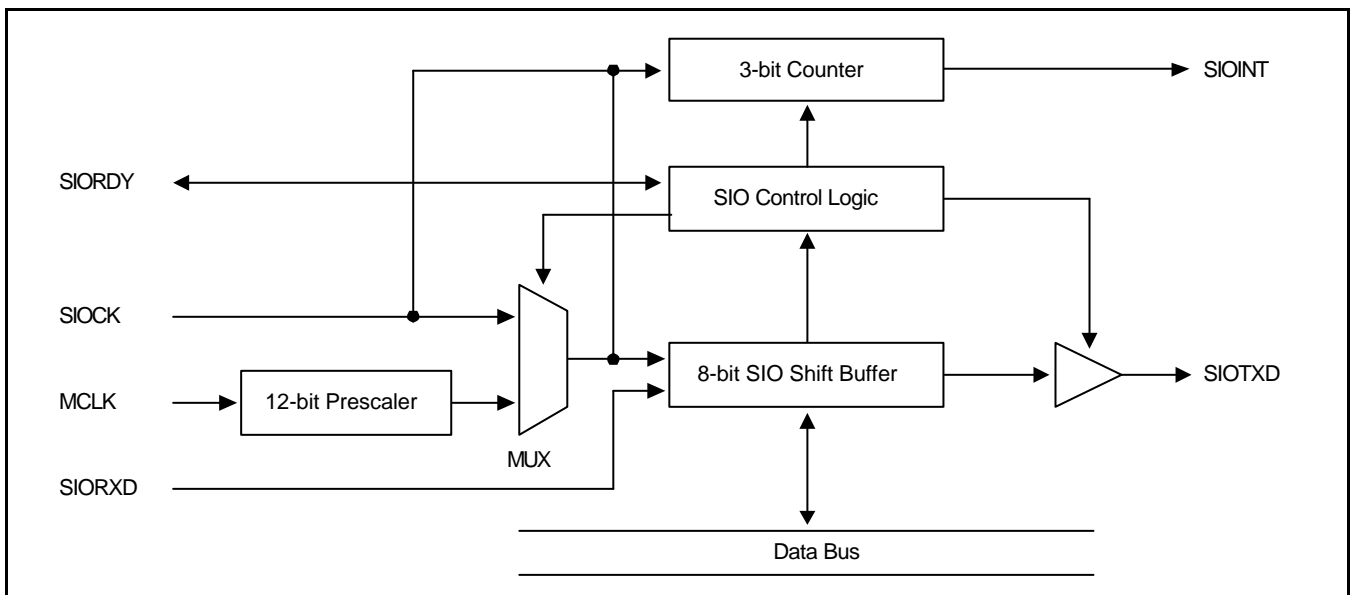 3-bit Counter
SIOINT
SIORDY
SIO Control Logic
SIOCK
MCLK
12-bit Prescaler
8-bit SIO Shift Buffer
SIOTXD
MUX
SIORXD
Data Bus